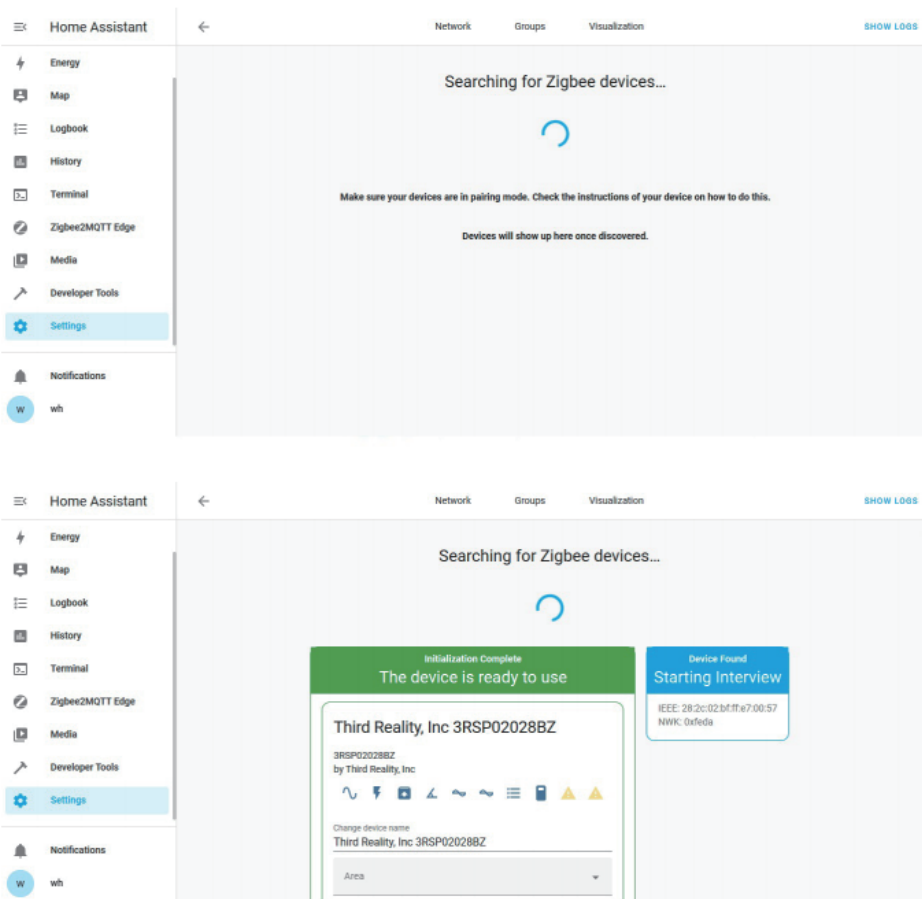 Home Assistant
Network Groups Visualization SHOW LOGS
Energy
Map
Logbook
History
Terminal
Zigbee2MQTT Edge
Media
Developer Tools
Settings
Notifications
w wh
Searching for Zigbee devices…
Make sure your devices are in pairing mode. Check the instructions of your device on how to do this.
Devices will show up here once discovered.
Home Assistant
Network Groups Visualization SHOW LOGS
Energy
Map
Logbook
History
Terminal
Zigbee2MQTT Edge
Media
Developer Tools
Settings
Notifications
w wh
Searching for Zigbee devices…
Initialization Complete
The device is ready to use
Third Reality, Inc 3RSP02028BZ
3RSP02028BZ
by Third Reality, Inc
Change device name
Third Reality, Inc 3RSP02028BZ
Area
Device Found
Starting Interview
IEEE: 28:2c:02:bf:ff:e7:00:57
NWK: 0xfeda